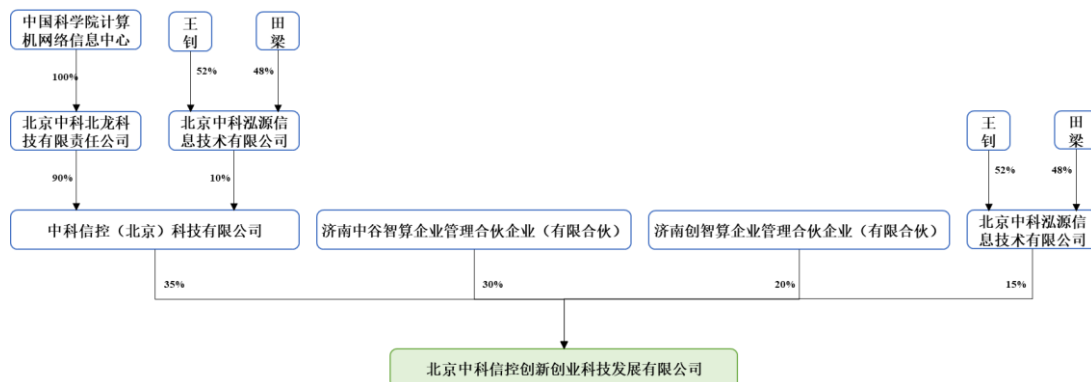 中国科学院计算
机网络信息中心
王
钊
田
梁
100%
52%
48%
北京中科北龙科
技有限责任公司
北京中科泓源信
息技术有限公司
王
钊
田
梁
90%
10%
52%
48%
中科信控（北京）科技有限公司
济南中谷智算企业管理合伙企业（有限合伙）
济南创智算企业管理合伙企业（有限合伙）
北京中科泓源信
息技术有限公司
35%
30%
20%
15%
北京中科信控创新创业科技发展有限公司